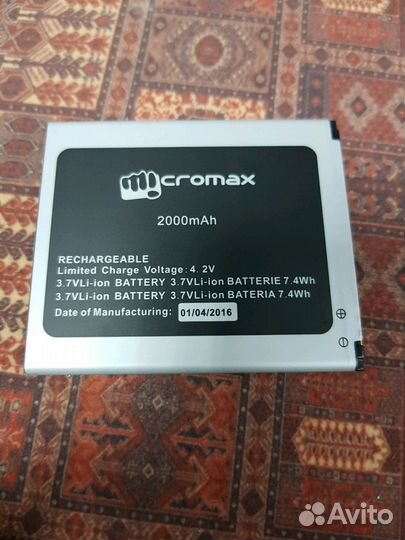 micromax
2000mAh
RECHARGEABLE
Limited Charge Voltage: 4. 2V
3.7VLi-ion BATTERY 3.7VLi-ion BATTERIE 7.4Wh
3.7VLi-ion BATTERY 3.7VLi-ion BATERIA 7.4Wh
Date of Manufacturing: 01/04/2016
+
-
Avito